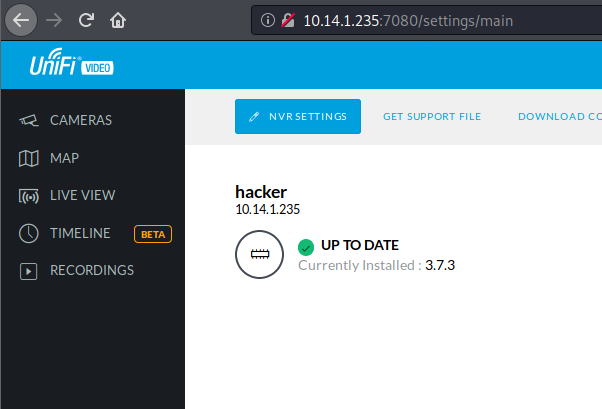 10.14.1.235:7080/settings/main
UniFi® VIDEO
CAMERAS
MAP
LIVE VIEW
TIMELINE BETA
RECORDINGS
NVR SETTINGS GET SUPPORT FILE DOWNLOAD CO
hacker
10.14.1.235
UP TO DATE
Currently Installed : 3.7.3